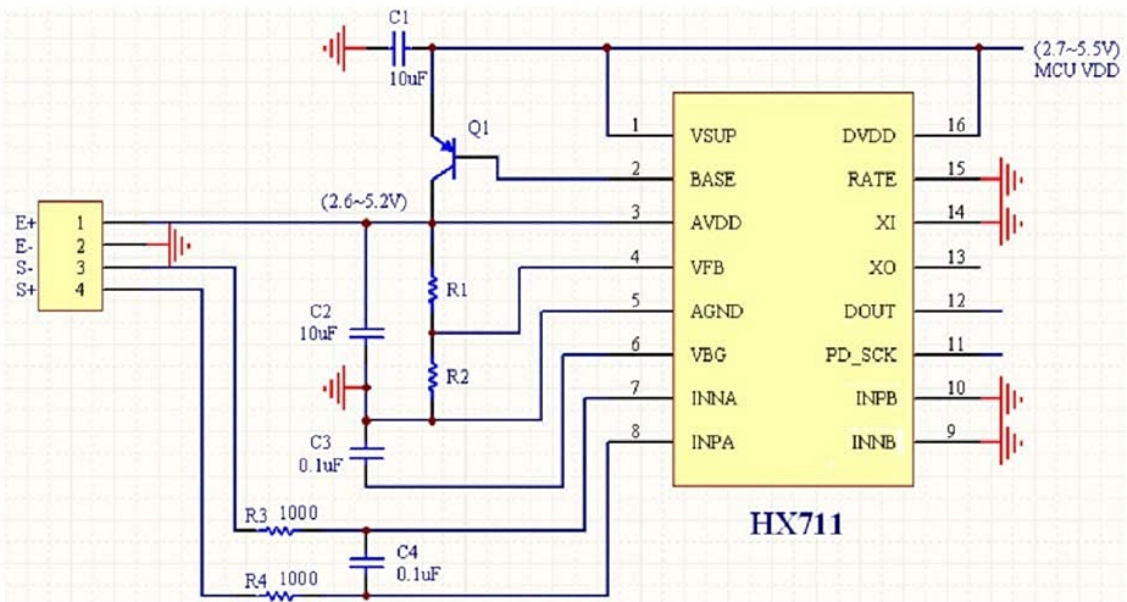 C1
10uF
(2.7~5.5V)
MCU VDD
Q1
1 VSUP DVDD 16
2 BASE RATE 15
(2.6~5.2V)
3 AVDD XI 14
E+ 1
E- 2
S- 3
S+ 4
4 VFB XO 13
R1
5 AGND DOUT 12
C2
10uF
6 VBG PD_SCK 11
R2
7 INNA INPB 10
8 INPA INNB 9
C3
0.1uF
HX711
R3 1000
C4
0.1uF
R4 1000